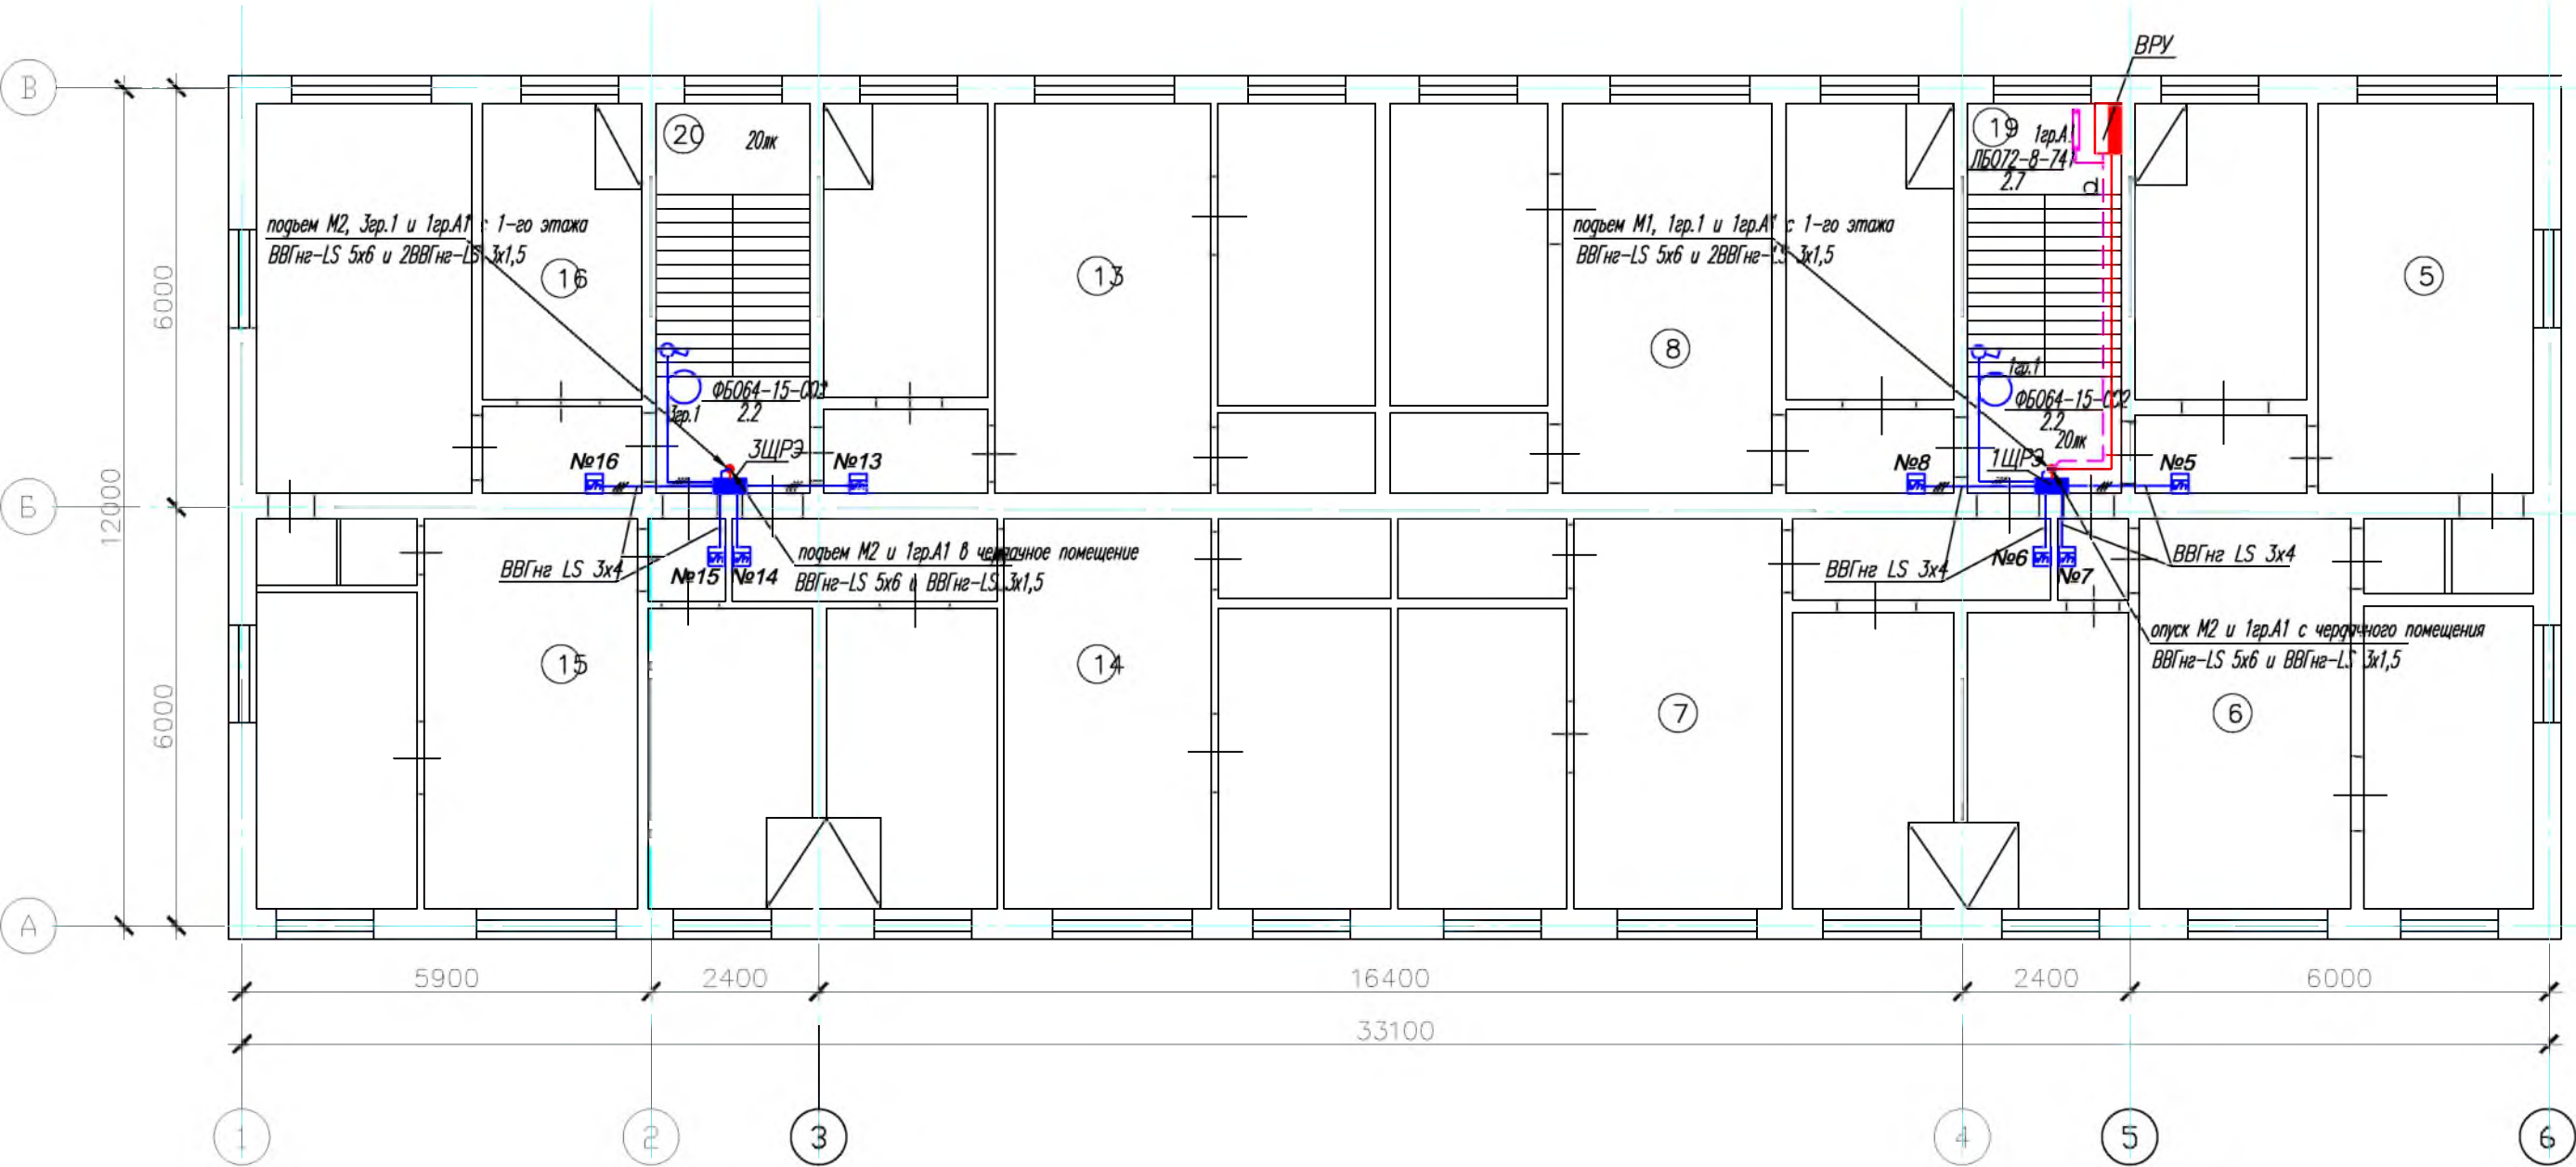 ВРУ
В
20
20лк
19
1гр.А1
ЛБО72-8-741
2.7
d
подъем М2, 3гр.1 и 1гр.А1 с 1-го этажа
ВВГнг-LS 5х6 и 2ВВГнг-LS 3х1,5
подъем М1, 1гр.1 и 1гр.А1 с 1-го этажа
ВВГнг-LS 5х6 и 2ВВГнг-LS 3х1,5
16
13
8
5
6000
12000
6000
3гр.1
ФБО64-15-002
2.2
1гр.1
ФБО64-15-002
2.2
20лк
№16
3ЩРЭ
№13
№8
1ЩРЭ
№5
Б
ВВГнг LS 3х4
№15
№14
подъем М2 и 1гр.А1 в чердачное помещение
ВВГнг-LS 5х6 и ВВГнг-LS 3х1,5
ВВГнг LS 3х4
№6
№7
ВВГнг LS 3х4
опуск М2 и 1гр.А1 с чердачного помещения
ВВГнг-LS 5х6 и ВВГнг-LS 3х1,5
15
14
7
6
А
5900
2400
16400
2400
6000
33100
1
2
3
4
5
6